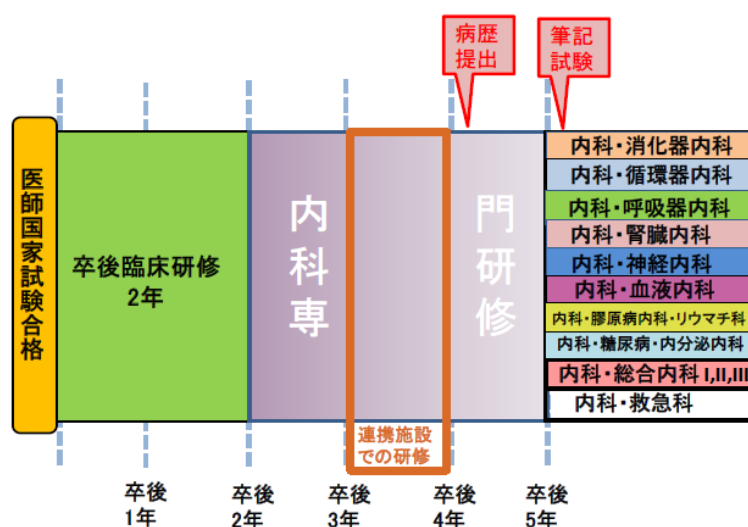 病歴
提出
筆記
試験
医師国家試験合格
卒後臨床研修
2年
内科専
門研修
連携施設
での研修
内科・消化器内科
内科・循環器内科
内科・呼吸器内科
内科・腎臓内科
内科・神経内科
内科・血液内科
内科・膠原病内科・リウマチ科
内科・糖尿病・内分泌内科
内科・総合内科 I,II,III
内科・救急科
卒後
1年
卒後
2年
卒後
3年
卒後
4年
卒後
5年